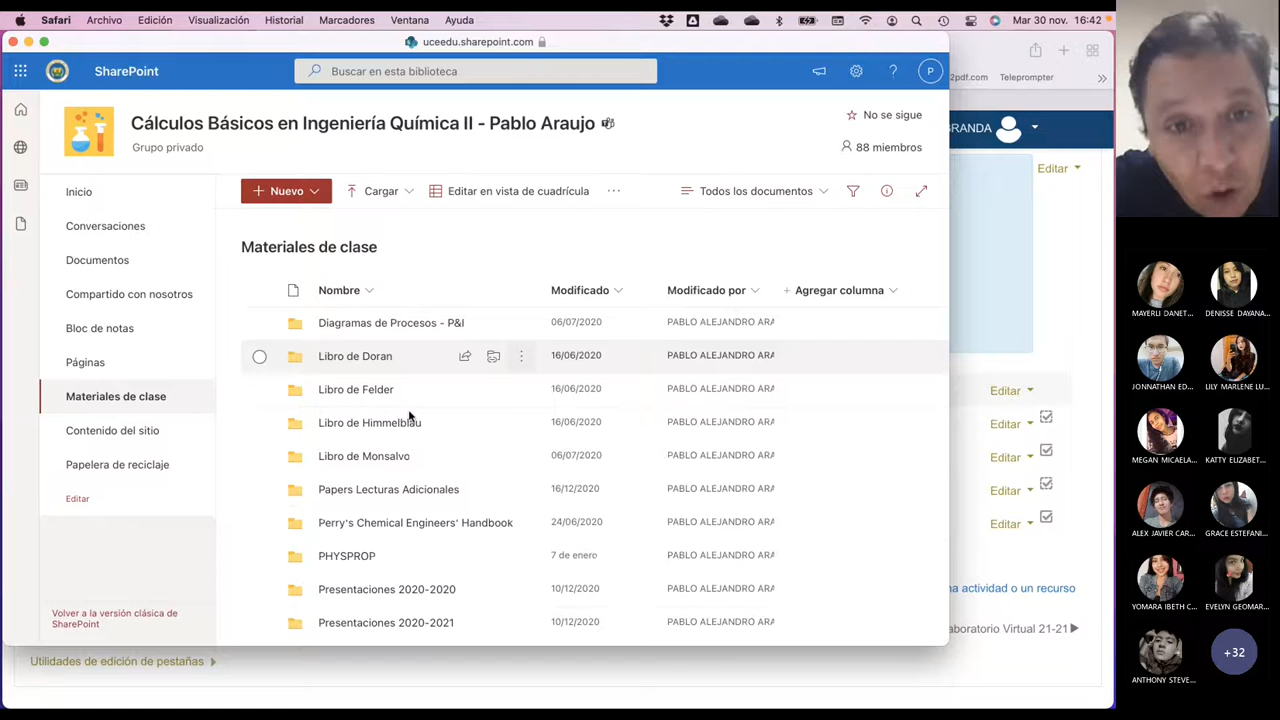 Safari Archivo Edición Visualización Historial Marcadores Ventana Ayuda Mar 30 nov. 16:42
uceedu.sharepoint.com
SharePoint Buscar en esta biblioteca ? P
2pdf.com Teleprompter
Cálculos Básicos en Ingeniería Química II - Pablo Araujo
Grupo privado
No se sigue
88 miembros
BRANDA
Editar
Inicio
Conversaciones
Documentos
Compartido con nosotros
Bloc de notas
Páginas
Materiales de clase
Contenido del sitio
Papelera de reciclaje
Editar
Volver a la versión clásica de
SharePoint
+ Nuevo Cargar Editar en vista de cuadrícula ··· Todos los documentos
Materiales de clase
Nombre Modificado Modificado por + Agregar columna
Diagramas de Procesos - P&I 06/07/2020 PABLO ALEJANDRO ARA
Libro de Doran 16/06/2020 PABLO ALEJANDRO ARA
Libro de Felder 16/06/2020 PABLO ALEJANDRO ARA
Libro de Himmelblau 16/06/2020 PABLO ALEJANDRO ARA
Libro de Monsalvo 06/07/2020 PABLO ALEJANDRO ARA
Papers Lecturas Adicionales 16/12/2020 PABLO ALEJANDRO ARA
Perry's Chemical Engineers' Handbook 24/06/2020 PABLO ALEJANDRO ARA
PHYSPROP 7 de enero PABLO ALEJANDRO ARA
Presentaciones 2020-2020 10/12/2020 PABLO ALEJANDRO ARA
Presentaciones 2020-2021 10/12/2020 PABLO ALEJANDRO ARA
Editar
Editar
Editar
Editar
Editar
na actividad o un recurso
aboratorio Virtual 21-21
Utilidades de edición de pestañas
MAYERLI DANET... DENISSE DAYANA...
JONNATHAN ED... LILY MARLENE LU...
MEGAN MICAELA... KATTY ELIZABET...
ALEX JAVIER CAR... GRACE ESTEFANI...
YOMARA IBETH C... EVELYN GEOMAR...
ANTHONY STEVE...
+32